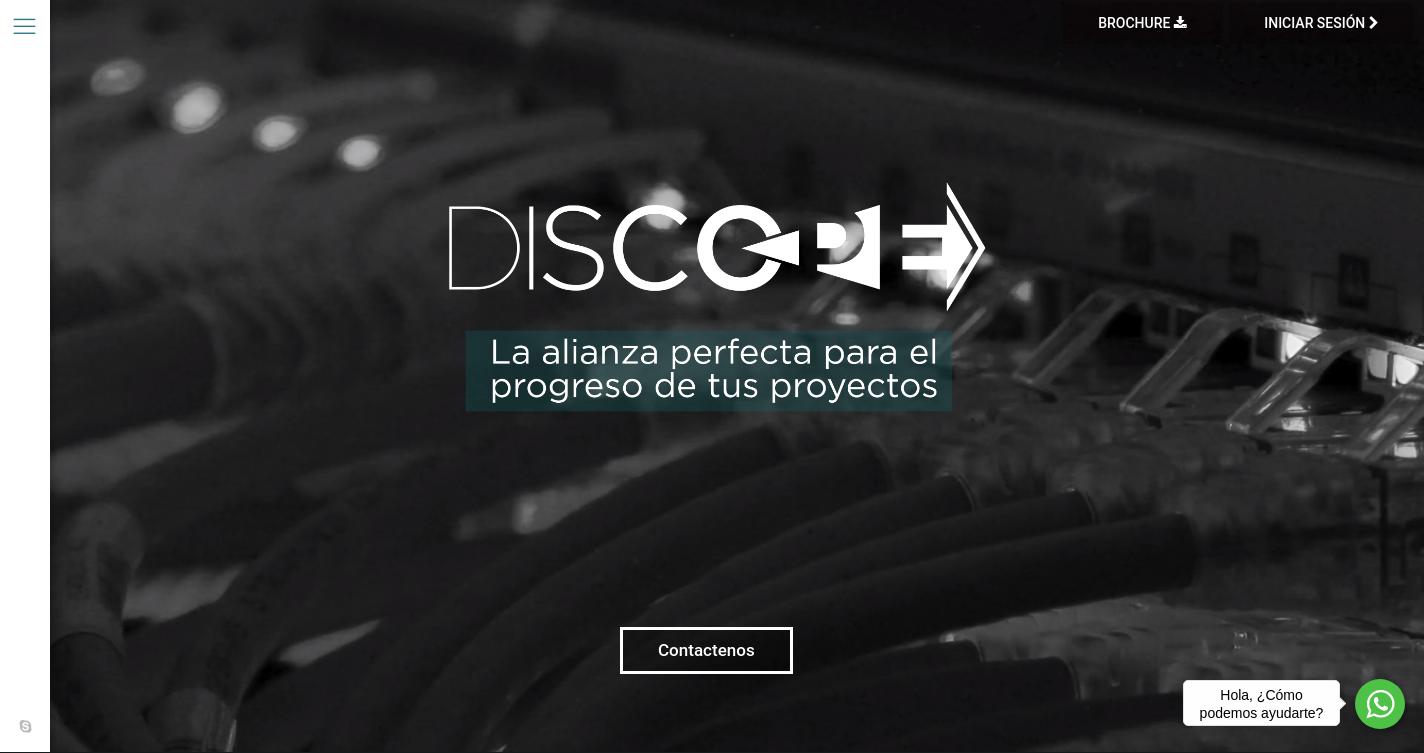 BROCHURE
INICIAR SESIÓN
DISCOPE
La alianza perfecta para el
progreso de tus proyectos
Contactenos
Hola, ¿Cómo
podemos ayudarte?